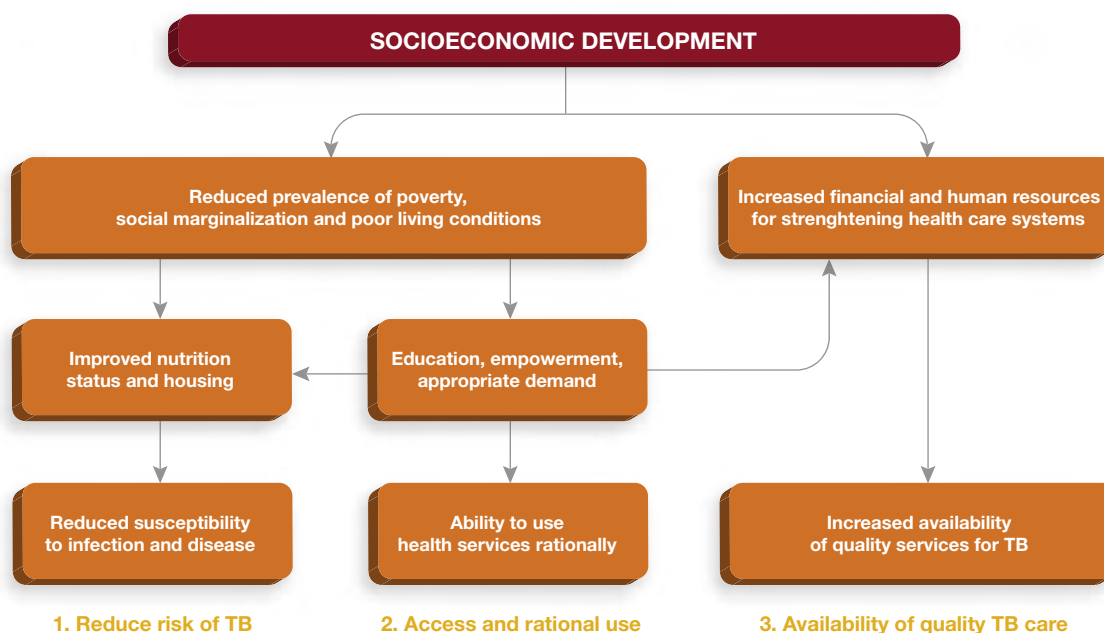 SOCIOECONOMIC DEVELOPMENT
Reduced prevalence of poverty,
social marginalization and poor living conditions
Increased financial and human resources
for strenghtening health care systems
Improved nutrition
status and housing
Education, empowerment,
appropriate demand
Reduced susceptibility
to infection and disease
Ability to use
health services rationally
Increased availability
of quality services for TB
1. Reduce risk of TB
2. Access and rational use
3. Availability of quality TB care